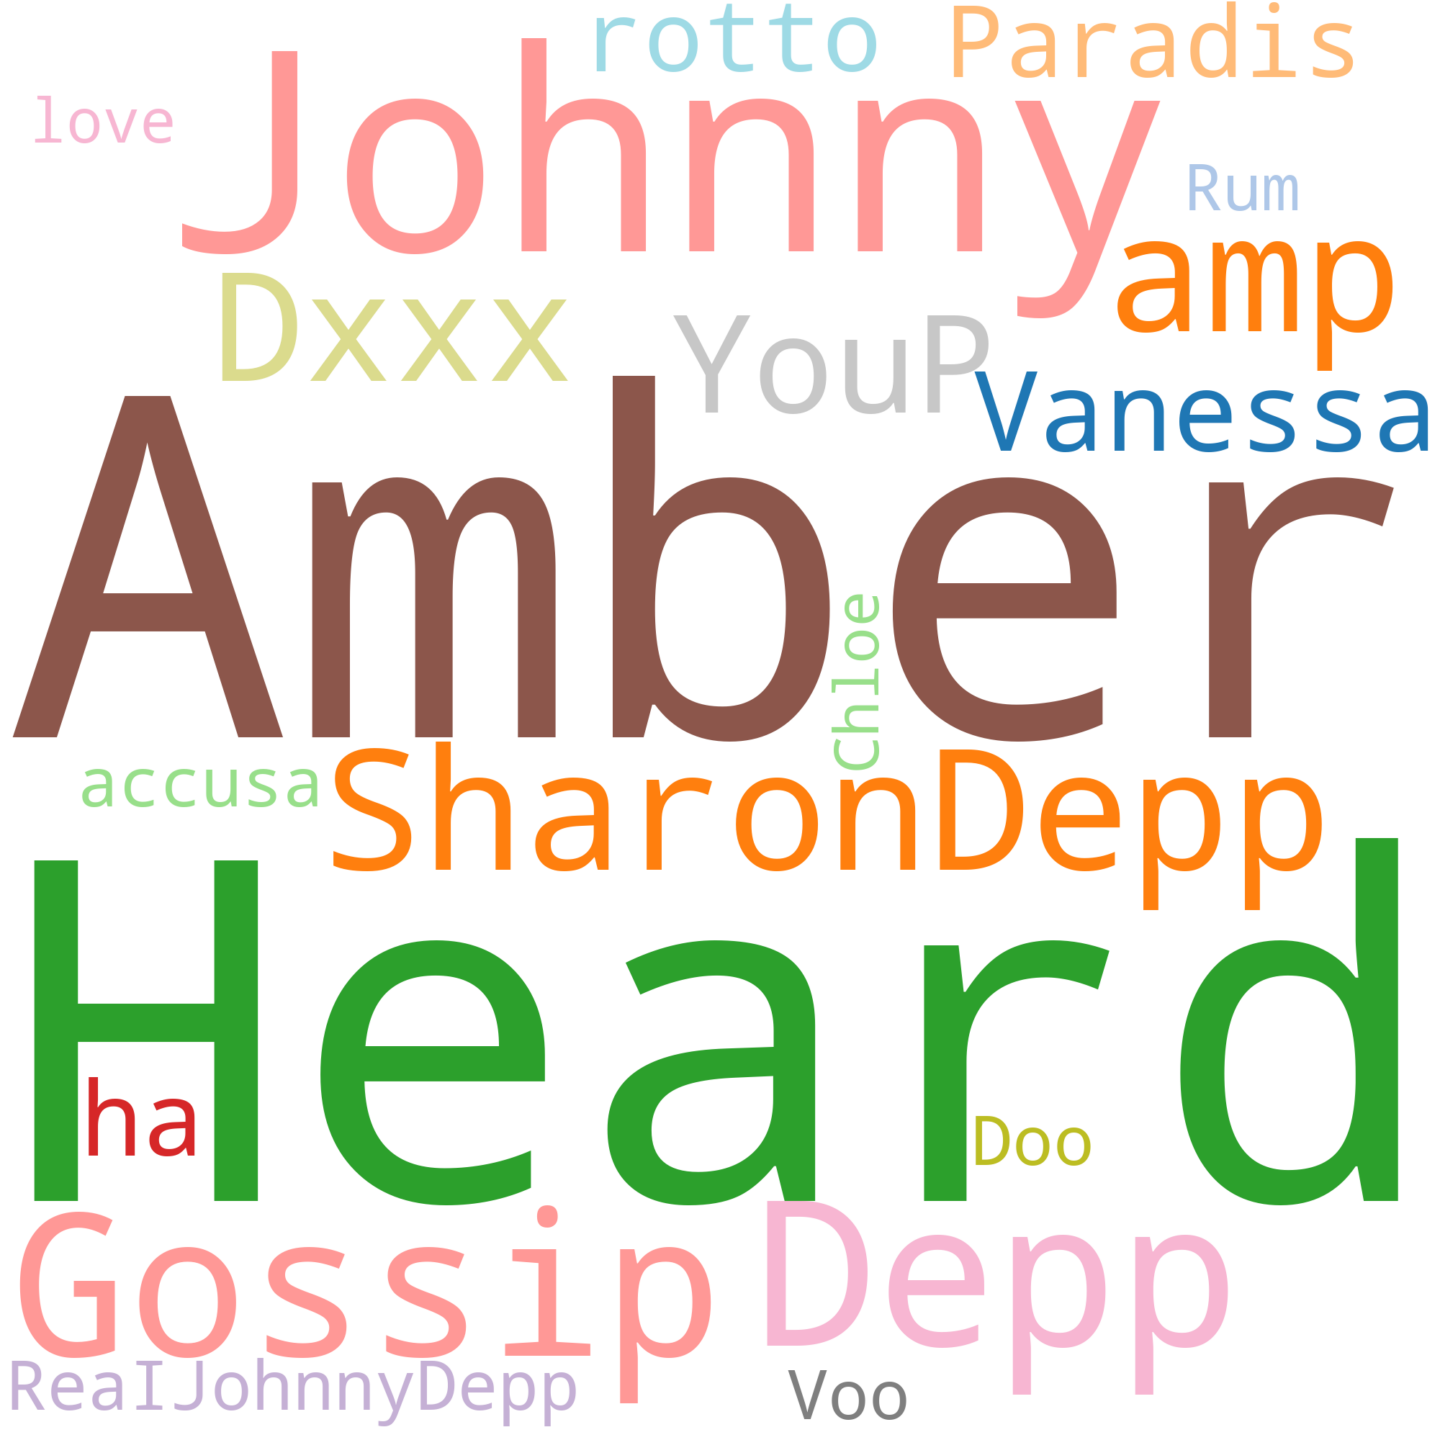 rotto
Paradis
love
Johnny
Rum
amp
Dxxx
YouP
Vanessa
Amber
Chloe
accusa
SharonDepp
Heard
ha
Doo
Gossip
Depp
ReaIJohnnyDepp
Voo